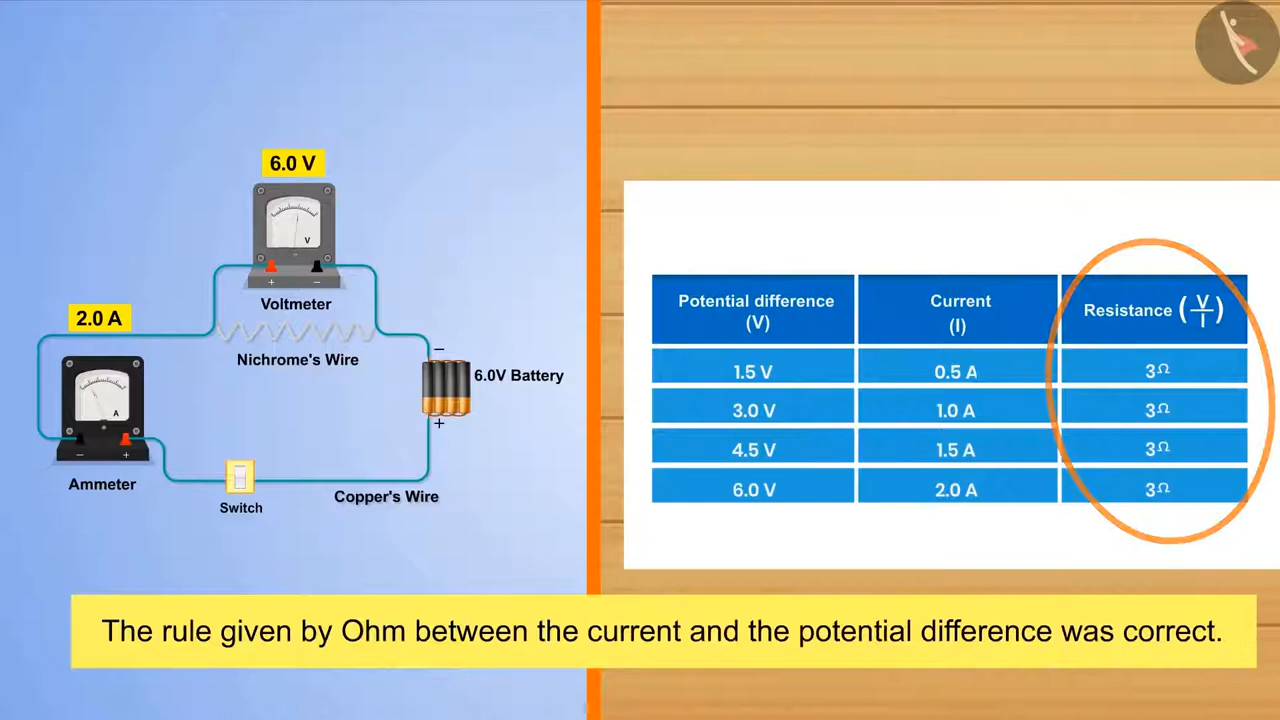 6.0 V
V
+ −
Voltmeter
2.0 A
Nichrome's Wire
−
6.0V Battery
+
A
− +
Ammeter
Switch
Copper's Wire
Potential difference (V)
Current (I)
Resistance (V/I)
1.5 V 0.5 A 3Ω
3.0 V 1.0 A 3Ω
4.5 V 1.5 A 3Ω
6.0 V 2.0 A 3Ω
The rule given by Ohm between the current and the potential difference was correct.